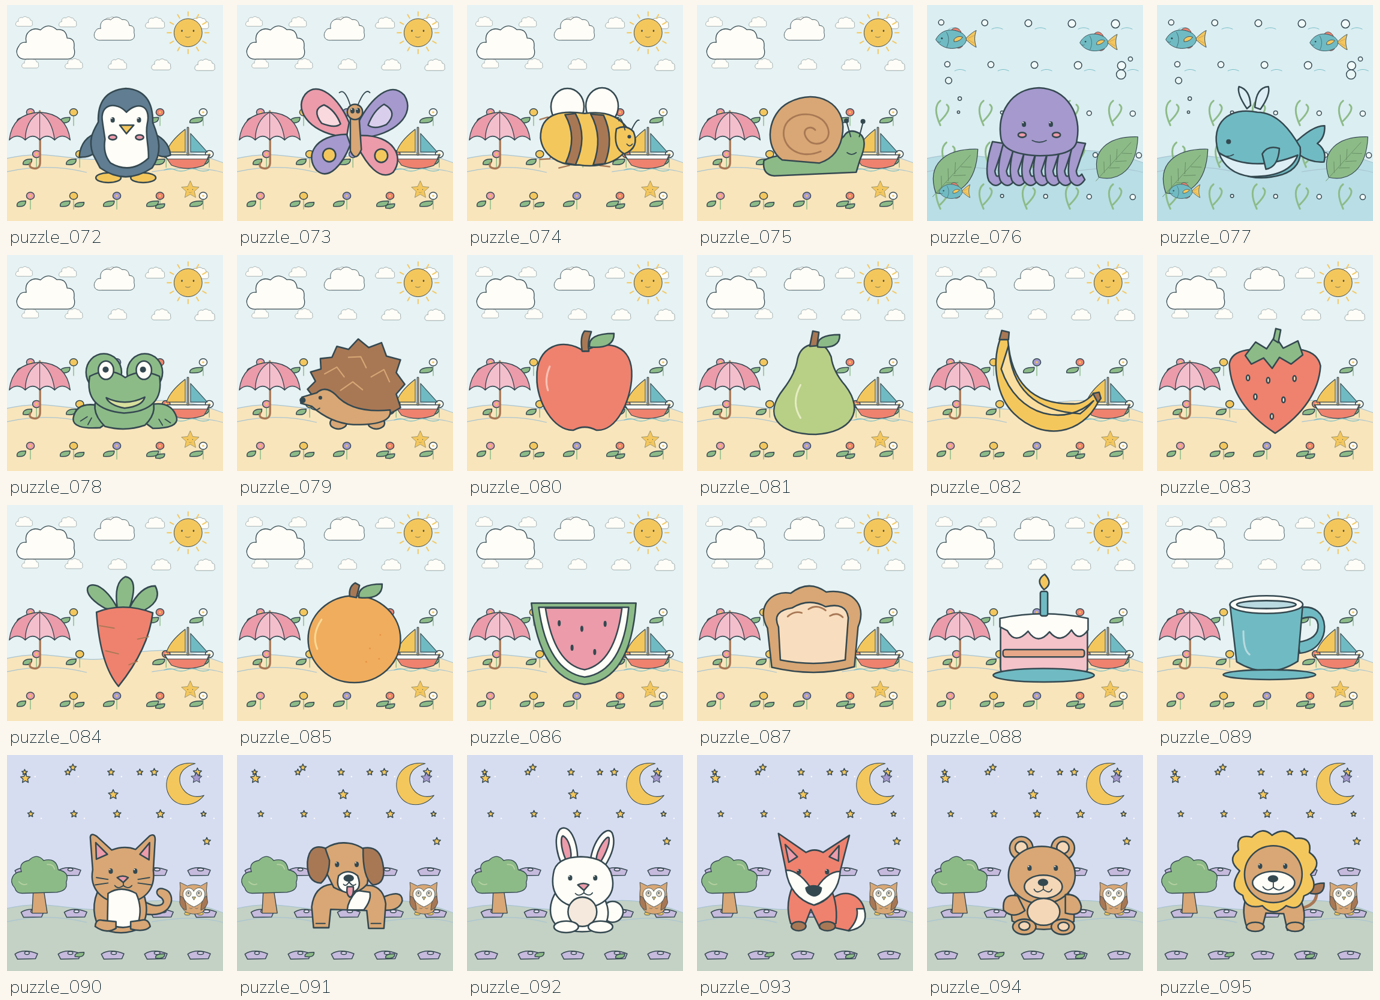 puzzle_072 puzzle_073 puzzle_074 puzzle_075 puzzle_076 puzzle_077
puzzle_078 puzzle_079 puzzle_080 puzzle_081 puzzle_082 puzzle_083
puzzle_084 puzzle_085 puzzle_086 puzzle_087 puzzle_088 puzzle_089
puzzle_090 puzzle_091 puzzle_092 puzzle_093 puzzle_094 puzzle_095